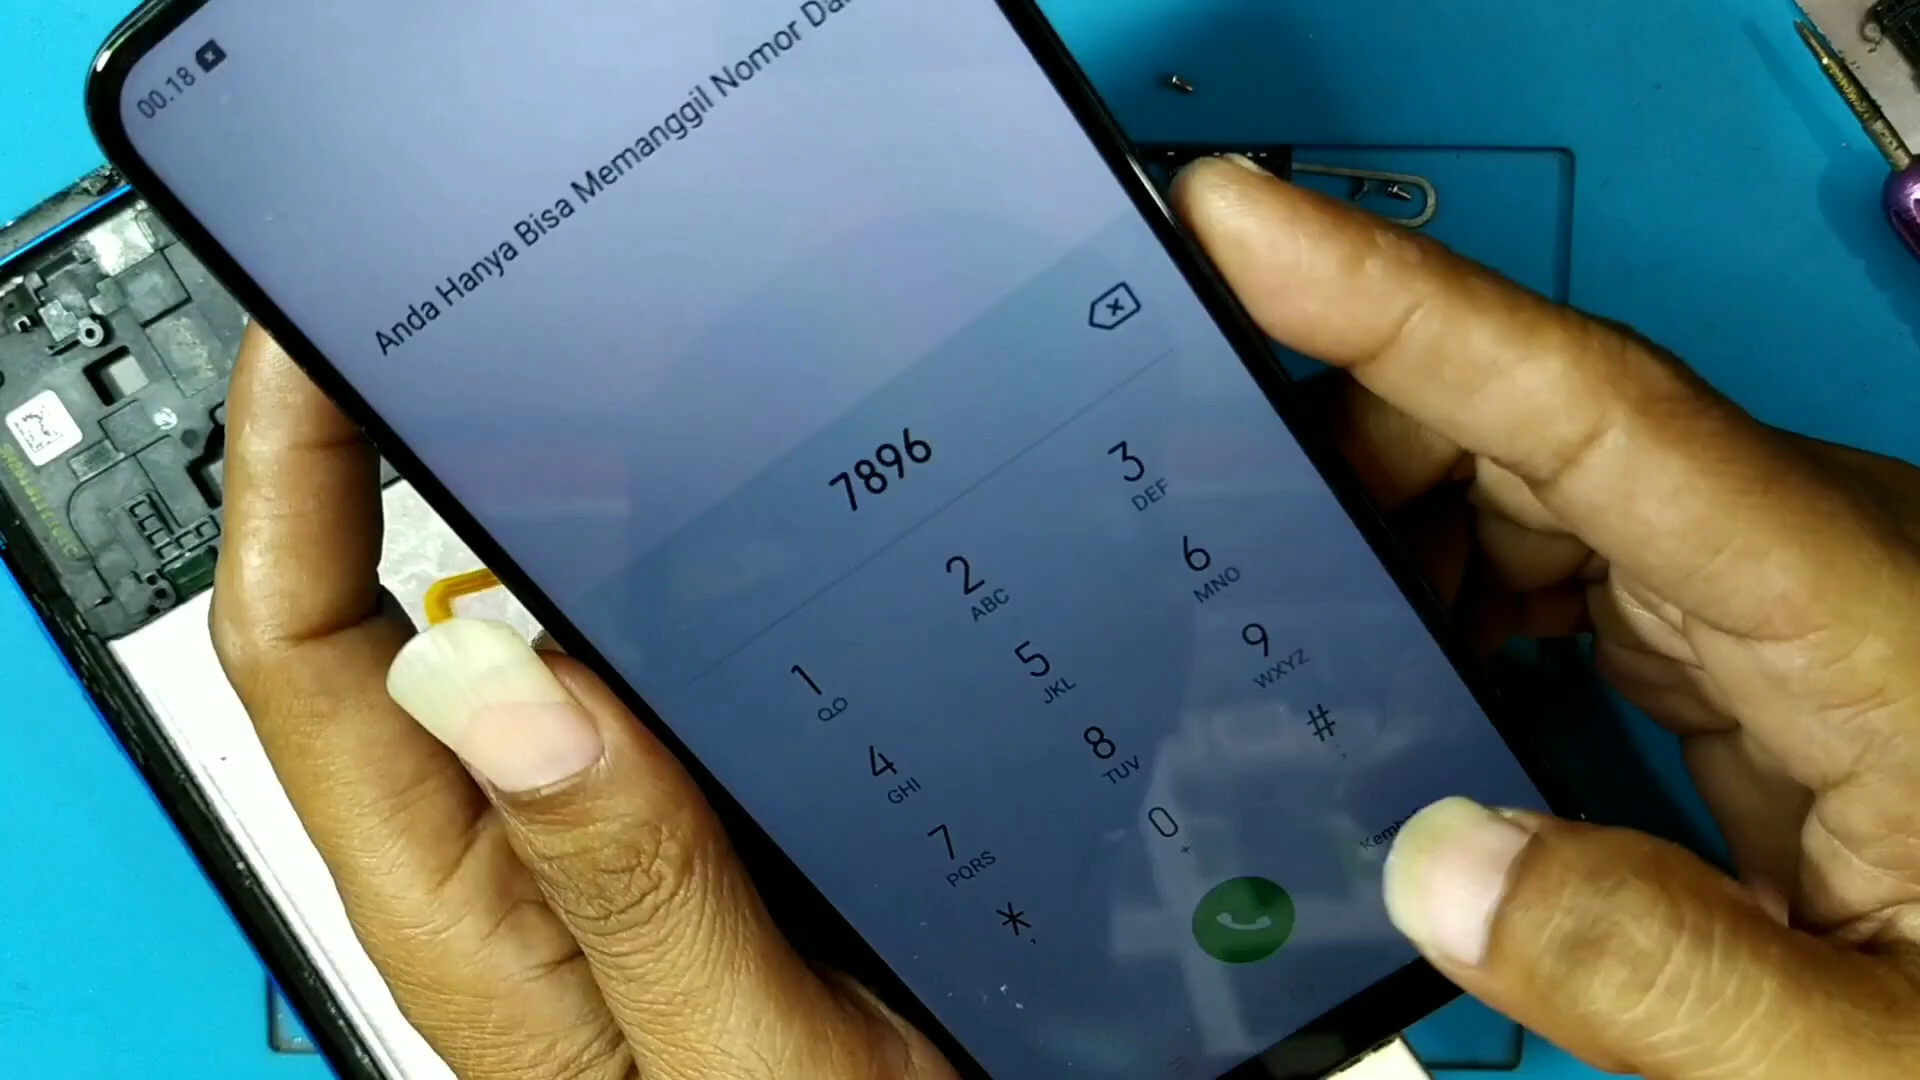 00.18
Anda Hanya Bisa Memanggil Nomor
7896
1
2 ABC
3 DEF
4 GHI
5 JKL
6 MNO
7 PQRS
8 TUV
9 WXYZ
*,
0 +
#